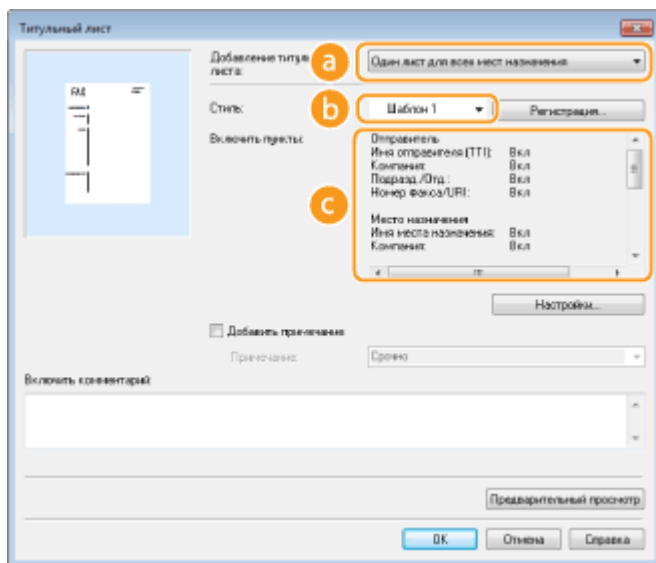 Титульный лист
Добавление титуль
листа:
a
Один лист для всех мест назначения
FAX
Стиль:
b
Шаблон 1
Регистрация...
Включить пункты:
c
Отправитель
Имя отправителя (TTI): Вкл
Компания: Вкл
Подразд./Отд.: Вкл
Номер факса/URI: Вкл
Место назначения
Имя места назначения: Вкл
Компания: Вкл
Настройки...
Добавить примечание
Примечание:
Срочно
Включить комментарий:
Предварительный просмотр
OK
Отмена
Справка